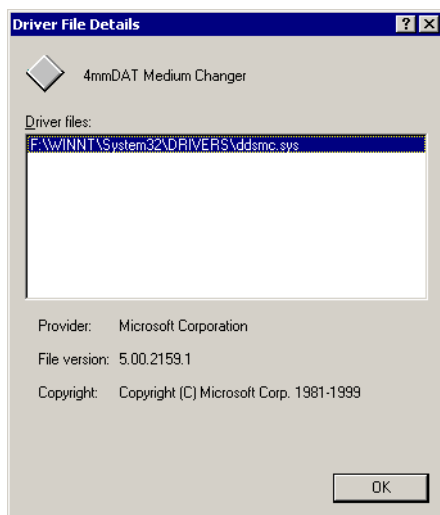 Driver File Details
4mmDAT Medium Changer
Driver files:
F:\WINNT\System32\DRIVERS\ddsmc.sys
Provider: Microsoft Corporation
File version: 5.00.2159.1
Copyright: Copyright (C) Microsoft Corp. 1981-1999
OK